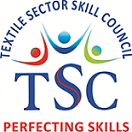 TEXTILE SECTOR SKILL COUNCIL
TSC
PERFECTING SKILLS